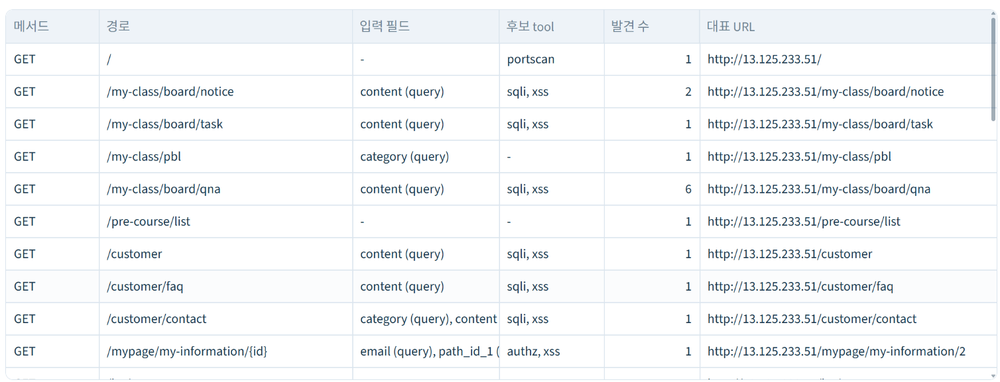 메서드 경로 입력 필드 후보 tool 발견 수 대표 URL
GET / - portscan 1 http://13.125.233.51/
GET /my-class/board/notice content (query) sqli, xss 2 http://13.125.233.51/my-class/board/notice
GET /my-class/board/task content (query) sqli, xss 1 http://13.125.233.51/my-class/board/task
GET /my-class/pbl category (query) - 1 http://13.125.233.51/my-class/pbl
GET /my-class/board/qna content (query) sqli, xss 6 http://13.125.233.51/my-class/board/qna
GET /pre-course/list - - 1 http://13.125.233.51/pre-course/list
GET /customer content (query) sqli, xss 1 http://13.125.233.51/customer
GET /customer/faq content (query) sqli, xss 1 http://13.125.233.51/customer/faq
GET /customer/contact category (query), content sqli, xss 1 http://13.125.233.51/customer/contact
GET /mypage/my-information/{id} email (query), path_id_1 ( authz, xss 1 http://13.125.233.51/mypage/my-information/2